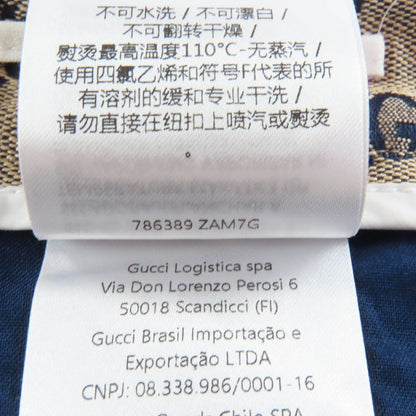 不可水洗／不可漂白／
不可翻转干燥／
熨烫最高温度110℃-无蒸汽／
使用四氯乙烯和符号F代表的所
有溶剂的缓和专业干洗／
请勿直接在纽扣上喷汽或熨烫
。
786389 ZAM7G
Gucci Logistica spa
Via Don Lorenzo Perosi 6
50018 Scandicci (FI)
Gucci Brasil Importação e
Exportação LTDA
CNPJ: 08.338.986/0001-16
Chile SPA